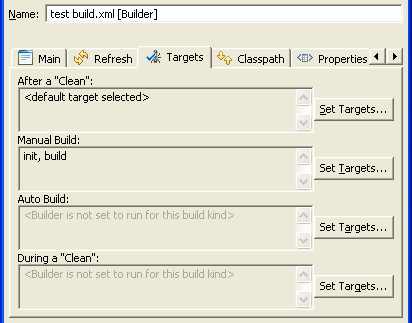 Name: test build.xml [Builder]
Main Refresh Targets Classpath Properties
After a "Clean":
<default target selected>
Set Targets...
Manual Build:
init, build
Set Targets...
Auto Build:
<Builder is not set to run for this build kind>
Set Targets...
During a "Clean":
<Builder is not set to run for this build kind>
Set Targets...